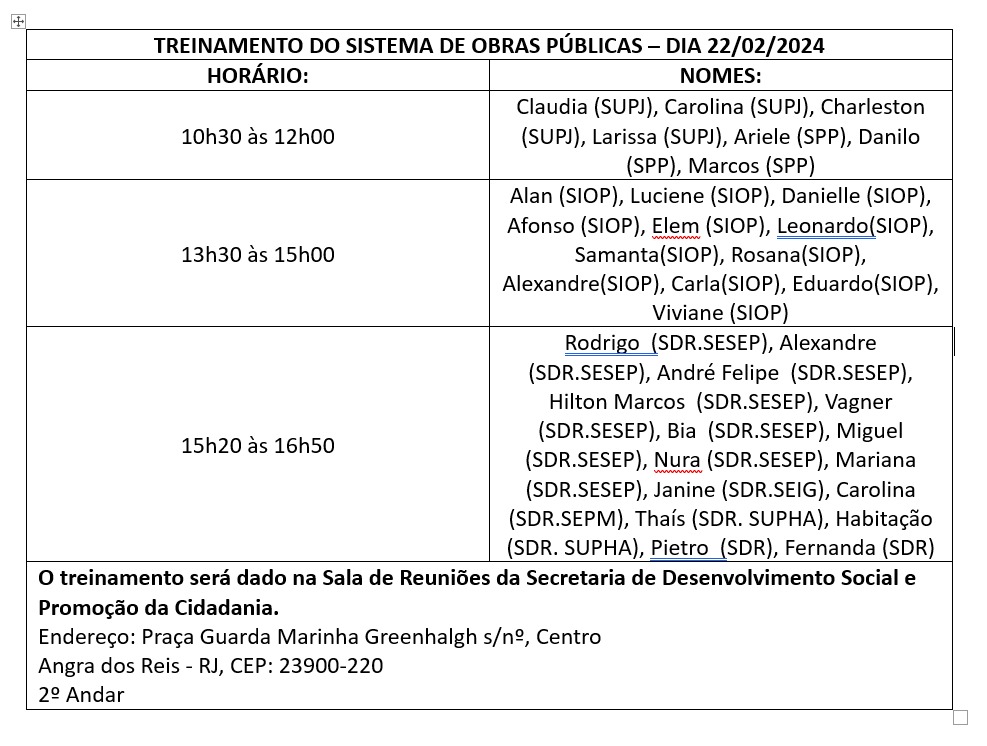 TREINAMENTO DO SISTEMA DE OBRAS PÚBLICAS – DIA 22/02/2024
HORÁRIO:
NOMES:
10h30 às 12h00
Claudia (SUPJ), Carolina (SUPJ), Charleston
(SUPJ), Larissa (SUPJ), Ariele (SPP), Danilo
(SPP), Marcos (SPP)
13h30 às 15h00
Alan (SIOP), Luciene (SIOP), Danielle (SIOP),
Afonso (SIOP), Elem (SIOP), Leonardo(SIOP),
Samanta(SIOP), Rosana(SIOP),
Alexandre(SIOP), Carla(SIOP), Eduardo(SIOP),
Viviane (SIOP)
15h20 às 16h50
Rodrigo  (SDR.SESEP), Alexandre
(SDR.SESEP), André Felipe  (SDR.SESEP),
Hilton Marcos  (SDR.SESEP), Vagner
(SDR.SESEP), Bia  (SDR.SESEP), Miguel
(SDR.SESEP), Nura (SDR.SESEP), Mariana
(SDR.SESEP), Janine (SDR.SEIG), Carolina
(SDR.SEPM), Thaís (SDR. SUPHA), Habitação
(SDR. SUPHA), Pietro  (SDR), Fernanda (SDR)
O treinamento será dado na Sala de Reuniões da Secretaria de Desenvolvimento Social e
Promoção da Cidadania.
Endereço: Praça Guarda Marinha Greenhalgh s/nº, Centro
Angra dos Reis - RJ, CEP: 23900-220
2º Andar